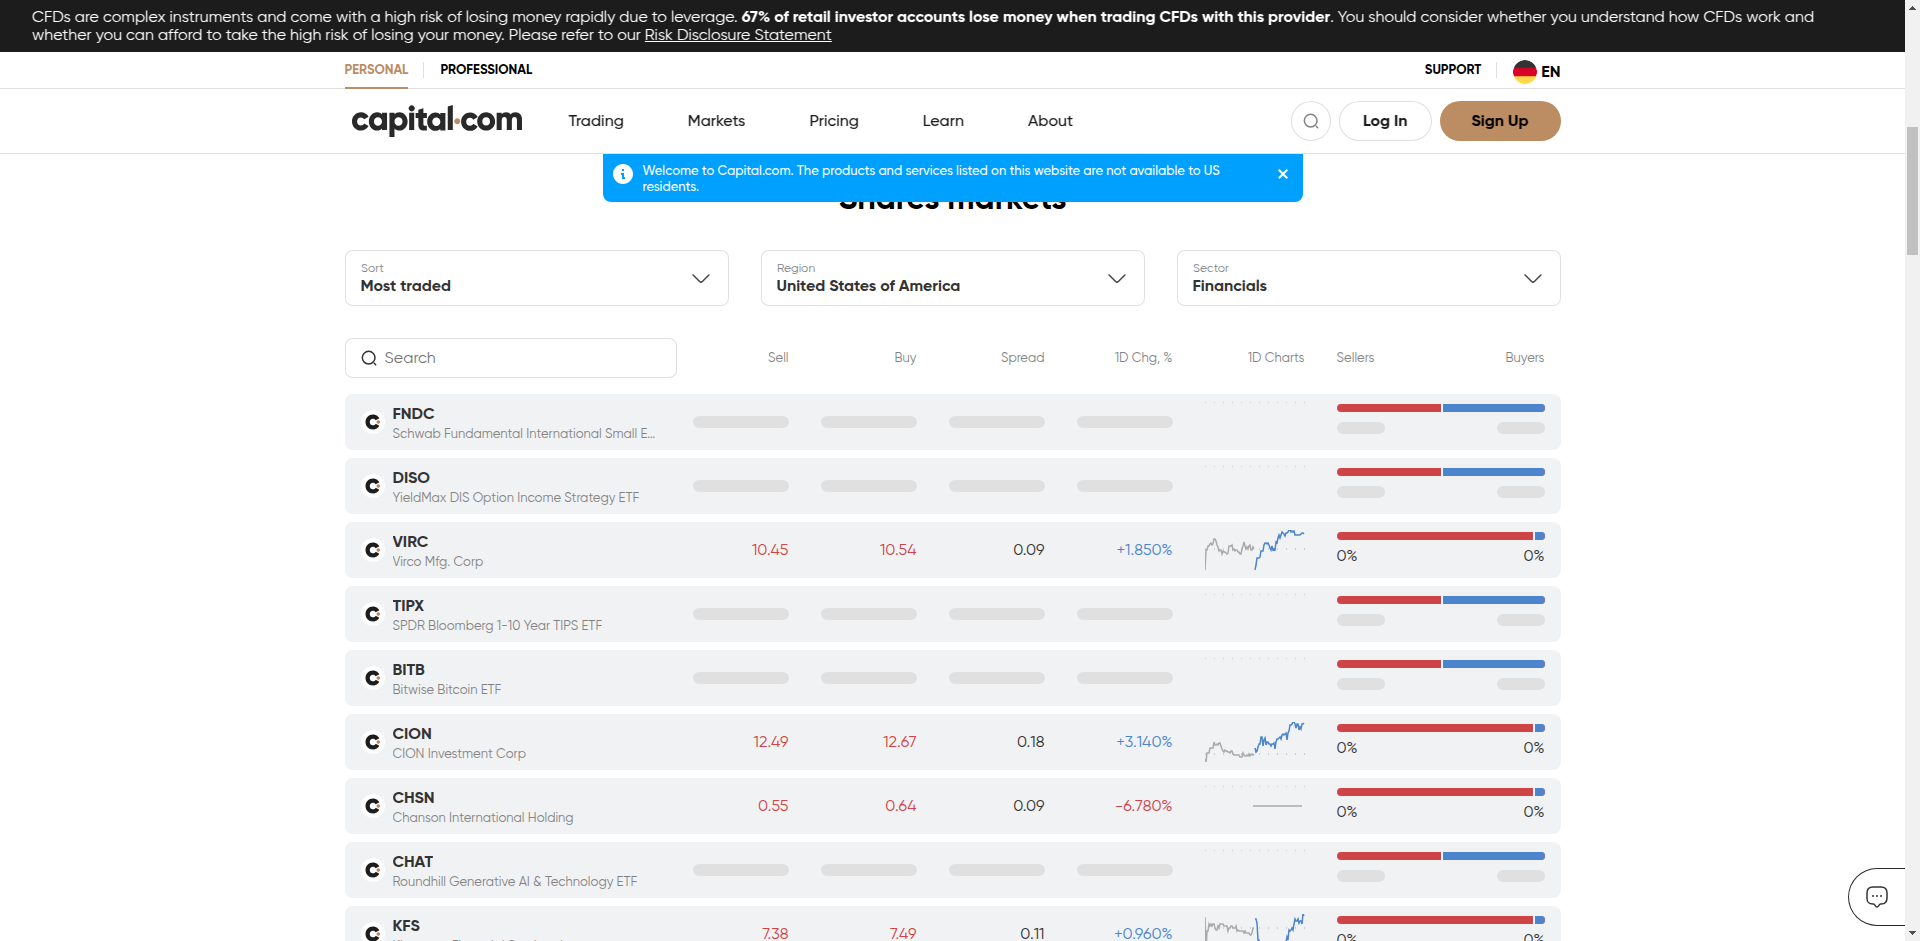 CFDs are complex instruments and come with a high risk of losing money rapidly due to leverage. 67% of retail investor accounts lose money when trading CFDs with this provider. You should consider whether you understand how CFDs work and
whether you can afford to take the high risk of losing your money. Please refer to our Risk Disclosure Statement
PERSONAL PROFESSIONAL SUPPORT EN
capital.com Trading Markets Pricing Learn About Log In Sign Up
Welcome to Capital.com. The products and services listed on this website are not available to US
residents.
Shares markets
Sort Region Sector
Most traded United States of America Financials
Search Sell Buy Spread 1D Chg, % 1D Charts Sellers Buyers
FNDC
Schwab Fundamental International Small E...
DISO
YieldMax DIS Option Income Strategy ETF
VIRC
Virco Mfg. Corp
10.45 10.54 0.09 +1.850% 0% 0%
TIPX
SPDR Bloomberg 1-10 Year TIPS ETF
BITB
Bitwise Bitcoin ETF
CION
CION Investment Corp
12.49 12.67 0.18 +3.140% 0% 0%
CHSN
Chanson International Holding
0.55 0.64 0.09 -6.780% 0% 0%
CHAT
Roundhill Generative AI & Technology ETF
KFS
7.38 7.49 0.11 +0.960% 0% 0%